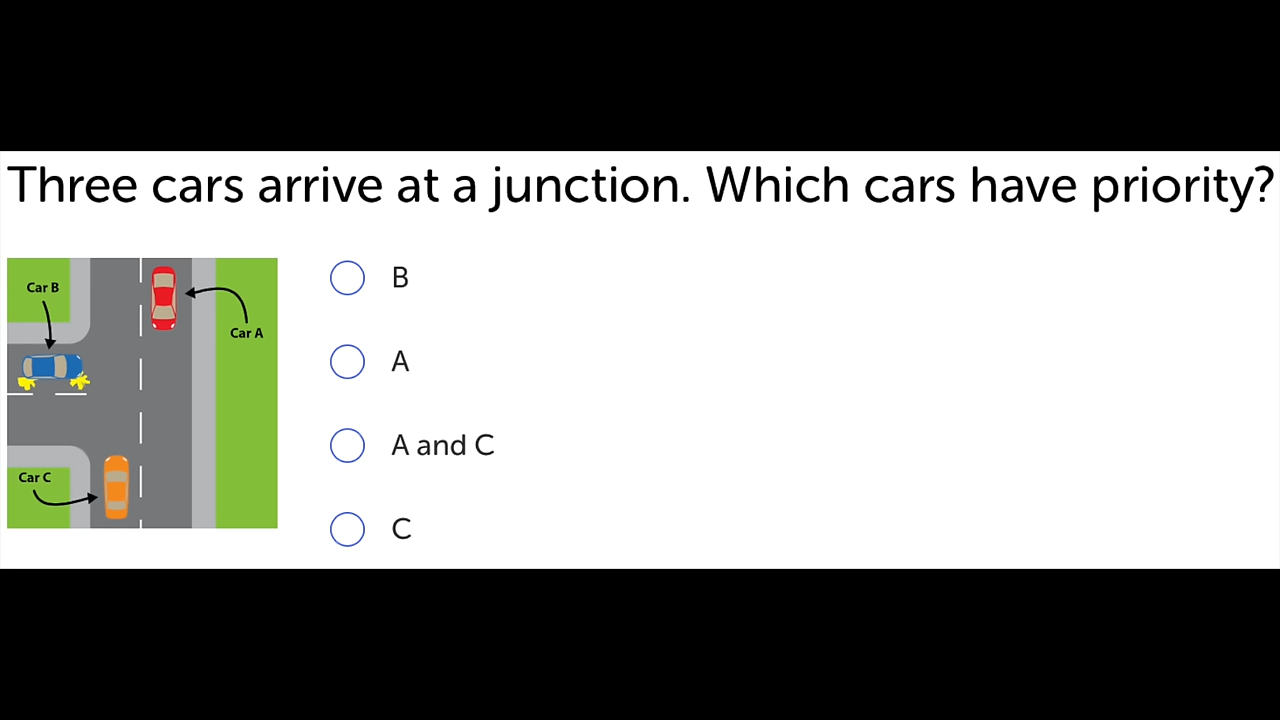 Three cars arrive at a junction. Which cars have priority?
Car B
Car A
Car C
B
A
A and C
C